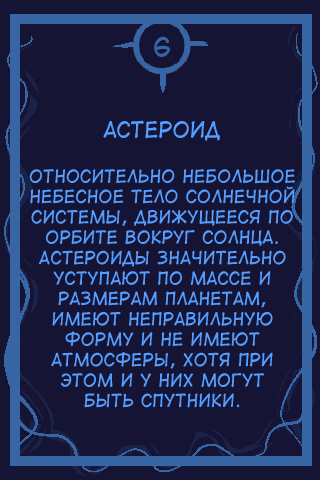 6
АСТЕРОИД
ОТНОСИТЕЛЬНО НЕБОЛЬШОЕ
НЕБЕСНОЕ ТЕЛО СОЛНЕЧНОЙ
СИСТЕМЫ, ДВИЖУЩЕЕСЯ ПО
ОРБИТЕ ВОКРУГ СОЛНЦА.
АСТЕРОИДЫ ЗНАЧИТЕЛЬНО
УСТУПАЮТ ПО МАССЕ И
РАЗМЕРАМ ПЛАНЕТАМ,
ИМЕЮТ НЕПРАВИЛЬНУЮ
ФОРМУ И НЕ ИМЕЮТ
АТМОСФЕРЫ, ХОТЯ ПРИ
ЭТОМ И У НИХ МОГУТ
БЫТЬ СПУТНИКИ.